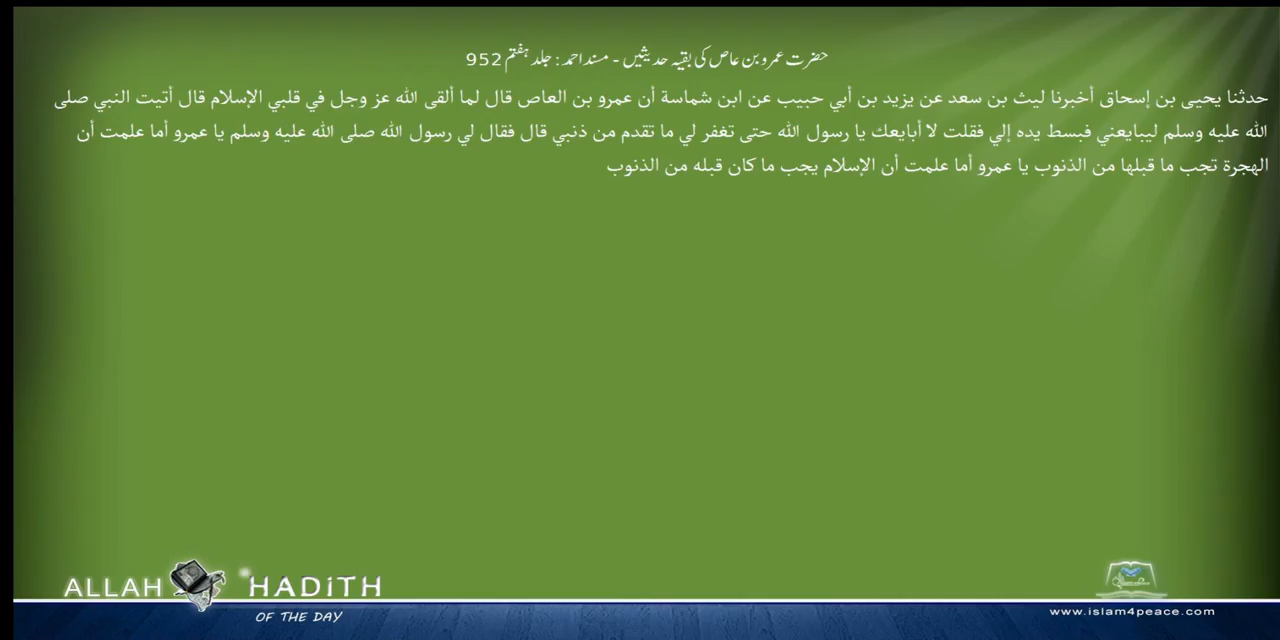 حضرت عمرو بن عاص کی بقیہ حدیثیں - مسند احمد : جلد ہفتم 952
حدثنا يحيى بن إسحاق أخبرنا ليث بن سعد عن يزيد بن أبي حبيب عن ابن شماسة أن عمرو بن العاص قال لما ألقى الله عز وجل في قلبي الإسلام قال أتيت النبي صلى
الله عليه وسلم ليبايعني فبسط يده إلي فقلت لا أبايعك يا رسول الله حتى تغفر لي ما تقدم من ذنبي قال فقال لي رسول الله صلى الله عليه وسلم يا عمرو أما علمت أن
الهجرة تجب ما قبلها من الذنوب يا عمرو أما علمت أن الإسلام يجب ما كان قبله من الذنوب
ALLAH HADITH
OF THE DAY
www.islam4peace.com